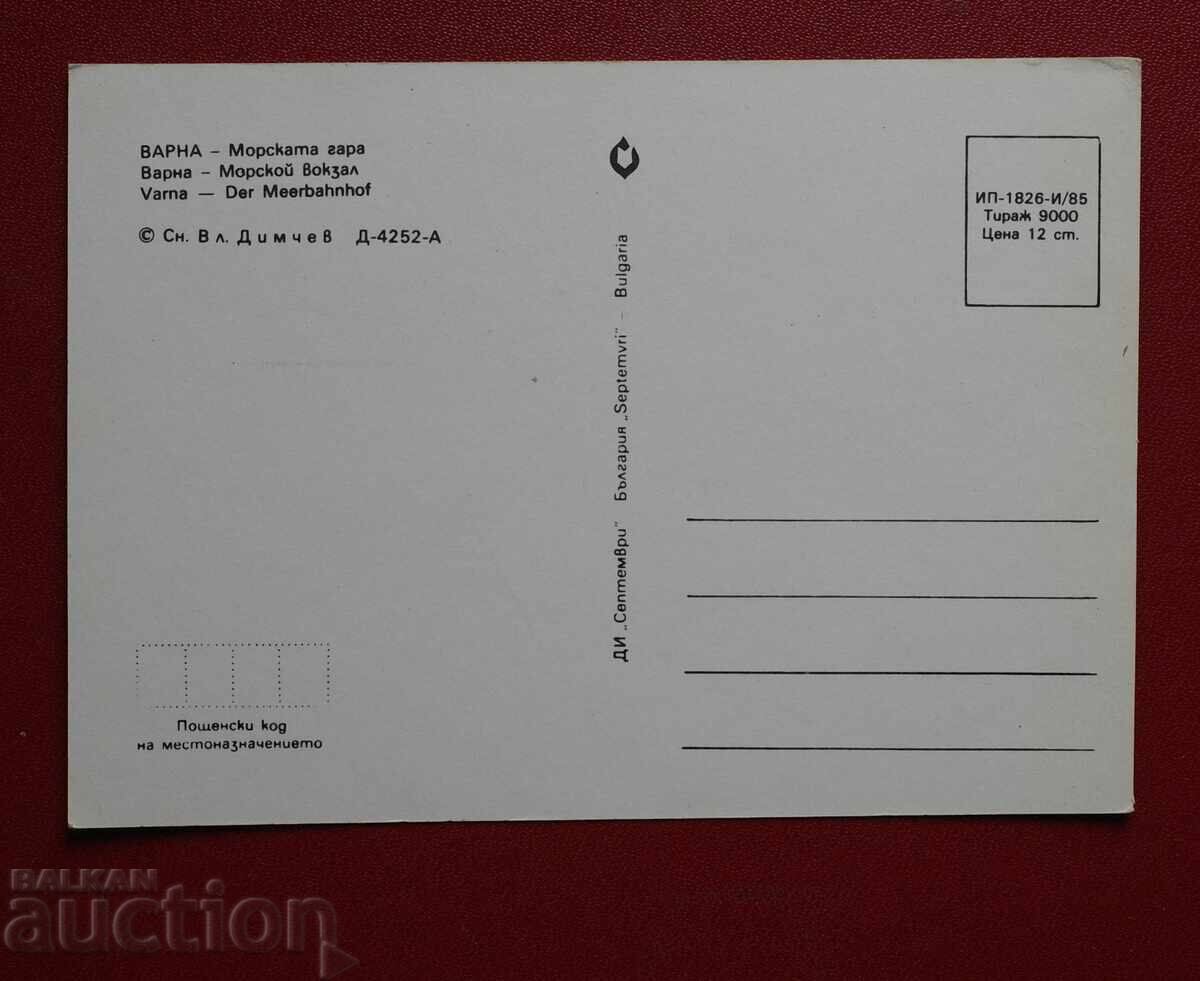 ВАРНА – Морската гара
Варна – Морской вокзал
Varna — Der Meerbahnhof
© Сн. Вл. Димчев Д-4252-А
ДИ „Септември" България „Septemvri" – Bulgaria
ИП-1826-И/85
Тираж 9000
Цена 12 ст.
Пощенски код
на местоназначението
BALKAN
auction